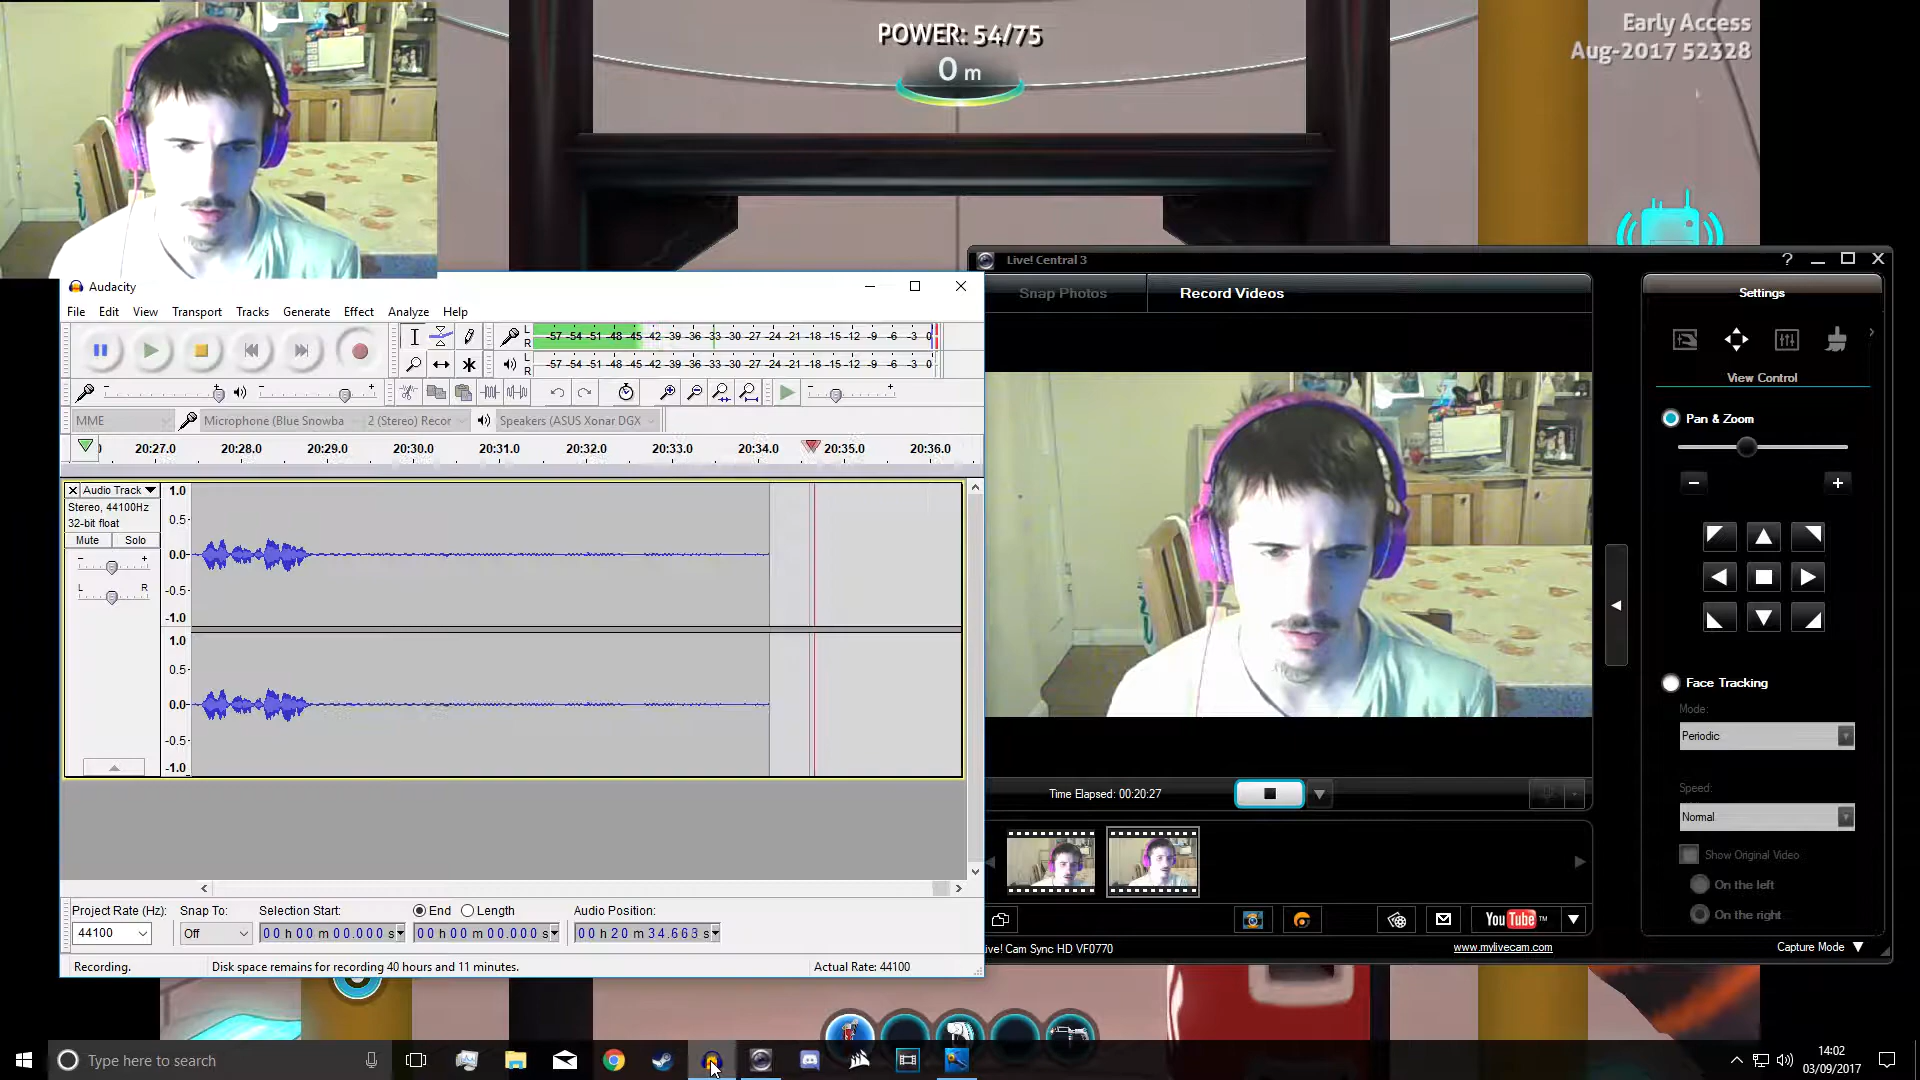 POWER: 54/75
0 m
Early Access
Aug-2017 52328
Audacity
File Edit View Transport Tracks Generate Effect Analyze Help
L
R
-57 -54 -51 -48 -45 -42 -39 -36 -33 -30 -27 -24 -21 -18 -15 -12 -9 -6 -3 0
L
R
-57 -54 -51 -48 -45 -42 -39 -36 -33 -30 -27 -24 -21 -18 -15 -12 -9 -6 -3 0
MME Microphone (Blue Snowba 2 (Stereo) Recor Speakers (ASUS Xonar DGX
20:27.0 20:28.0 20:29.0 20:30.0 20:31.0 20:32.0 20:33.0 20:34.0 20:35.0 20:36.0
Audio Track
Stereo, 44100Hz
32-bit float
Mute Solo
L R
1.0
0.5
0.0
-0.5
-1.0
1.0
0.5
0.0
-0.5
-1.0
Project Rate (Hz): Snap To: Selection Start: End Length Audio Position:
44100 Off 00 h 00 m 00.000 s 00 h 00 m 00.000 s 00 h 20 m 34.663 s
Recording. Disk space remains for recording 40 hours and 11 minutes. Actual Rate: 44100
Live! Central 3
Snap Photos Record Videos
Settings
View Control
Pan & Zoom
Face Tracking
Mode:
Periodic
Speed:
Normal
Show Original Video
On the left
On the right
Time Elapsed: 00:20:27
YouTube™
ive! Cam Sync HD VF0770
www.mylivecam.com
Capture Mode
Type here to search
14:02
03/09/2017